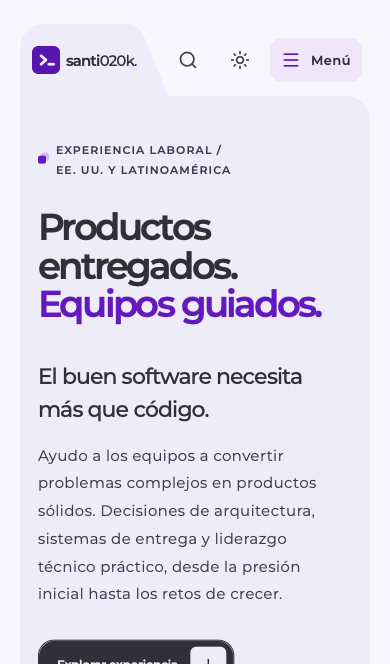 santi020k.
Menú
EXPERIENCIA LABORAL /
EE. UU. Y LATINOAMÉRICA
Productos
entregados.
Equipos guiados.
El buen software necesita
más que código.
Ayudo a los equipos a convertir
problemas complejos en productos
sólidos. Decisiones de arquitectura,
sistemas de entrega y liderazgo
técnico práctico, desde la presión
inicial hasta los retos de crecer.
Explorar experiencia